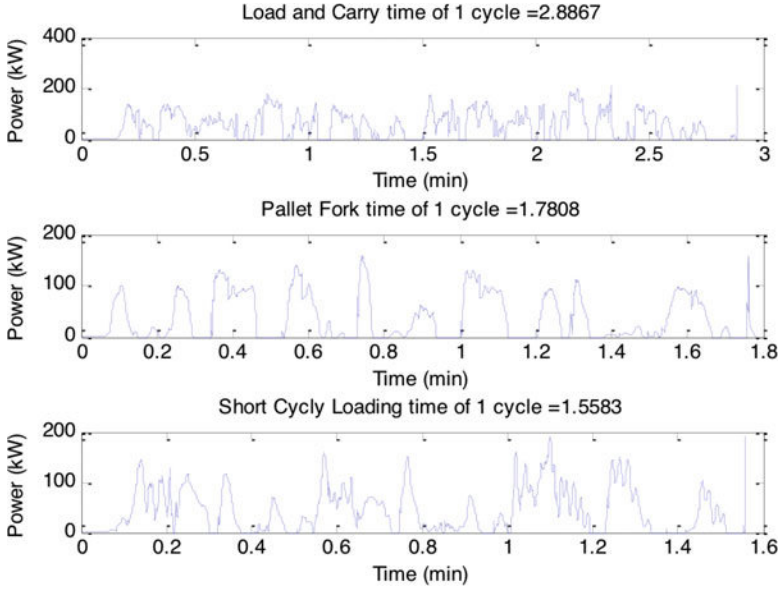 Load and Carry time of 1 cycle =2.8867
400
200
0
Power (kW)
0 0.5 1 1.5 2 2.5 3
Time (min)
Pallet Fork time of 1 cycle =1.7808
200
100
0
Power (kW)
0 0.2 0.4 0.6 0.8 1 1.2 1.4 1.6 1.8
Time (min)
Short Cycly Loading time of 1 cycle =1.5583
200
100
0
Power (kW)
0 0.2 0.4 0.6 0.8 1 1.2 1.4 1.6
Time (min)